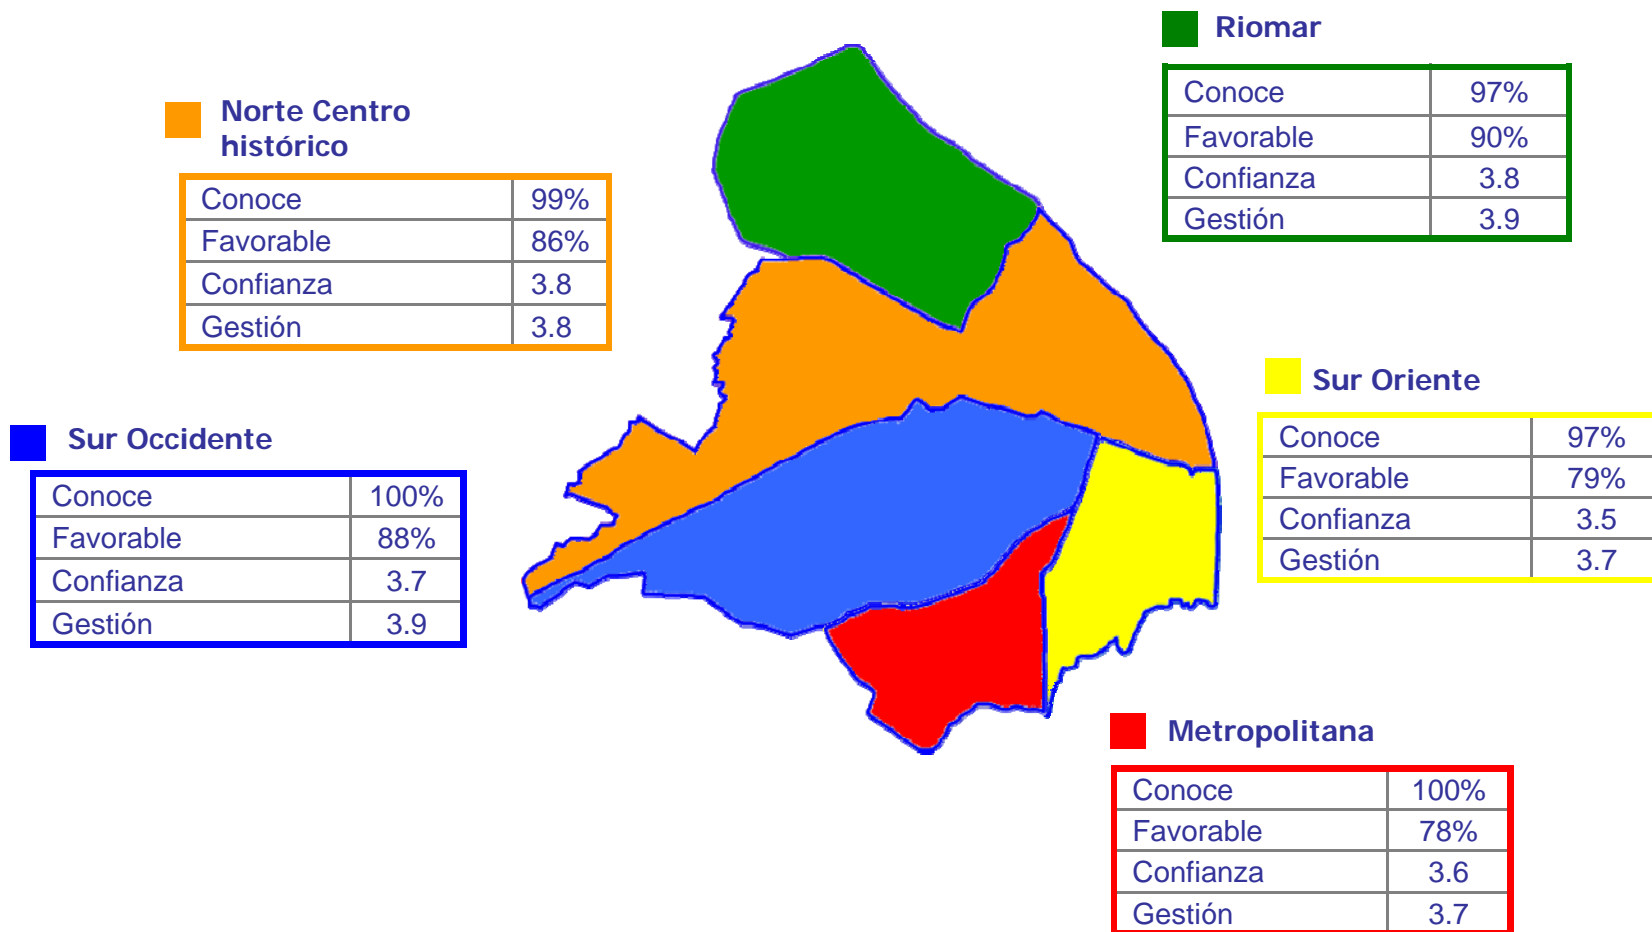 Riomar
Conoce 97%
Favorable 90%
Confianza 3.8
Gestión 3.9
Norte Centro
histórico
Conoce 99%
Favorable 86%
Confianza 3.8
Gestión 3.8
Sur Oriente
Conoce 97%
Favorable 79%
Confianza 3.5
Gestión 3.7
Sur Occidente
Conoce 100%
Favorable 88%
Confianza 3.7
Gestión 3.9
Metropolitana
Conoce 100%
Favorable 78%
Confianza 3.6
Gestión 3.7